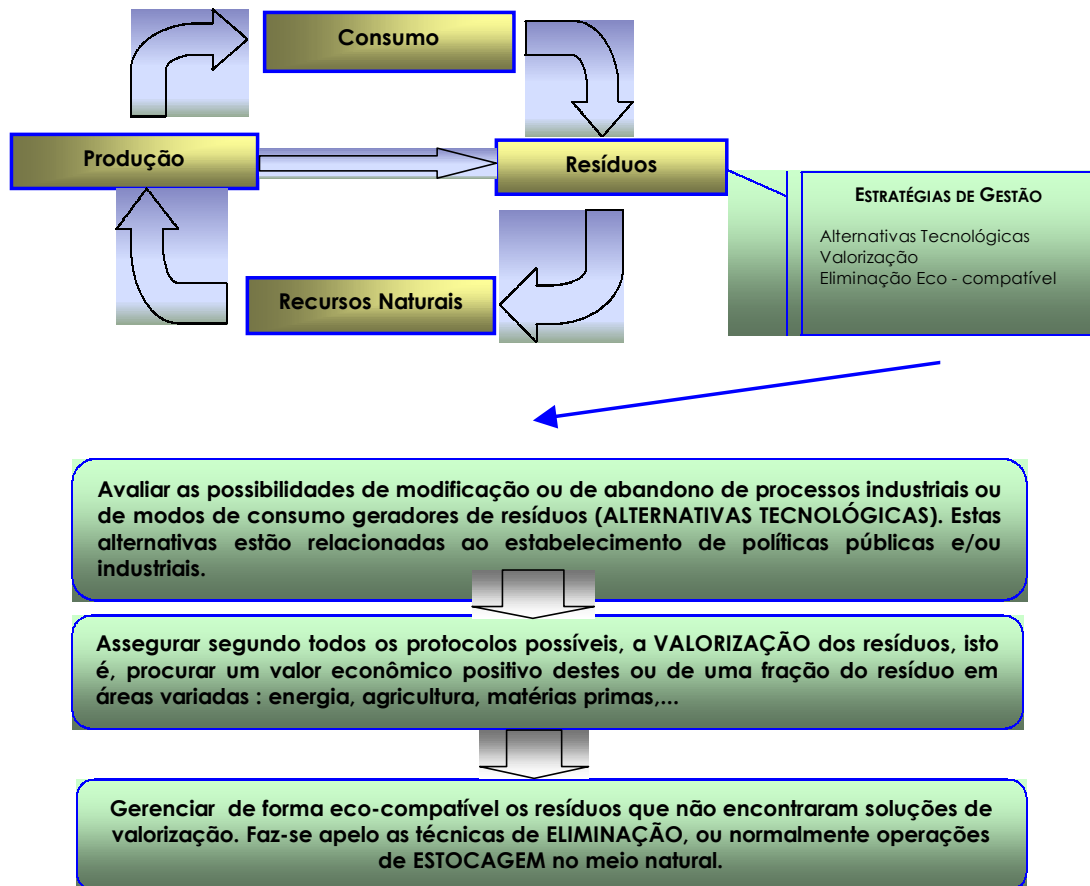 Consumo
Produção
Resíduos
Recursos Naturais
ESTRATÉGIAS DE GESTÃO
Alternativas Tecnológicas
Valorização
Eliminação Eco - compatível
Avaliar as possibilidades de modificação ou de abandono de processos industriais ou
de modos de consumo geradores de resíduos (ALTERNATIVAS TECNOLÓGICAS). Estas
alternativas estão relacionadas ao estabelecimento de políticas públicas e/ou
industriais.
Assegurar segundo todos os protocolos possíveis, a VALORIZAÇÃO dos resíduos, isto
é, procurar um valor econômico positivo destes ou de uma fração do resíduo em
áreas variadas : energia, agricultura, matérias primas,...
Gerenciar de forma eco-compatível os resíduos que não encontraram soluções de
valorização. Faz-se apelo as técnicas de ELIMINAÇÃO, ou normalmente operações
de ESTOCAGEM no meio natural.